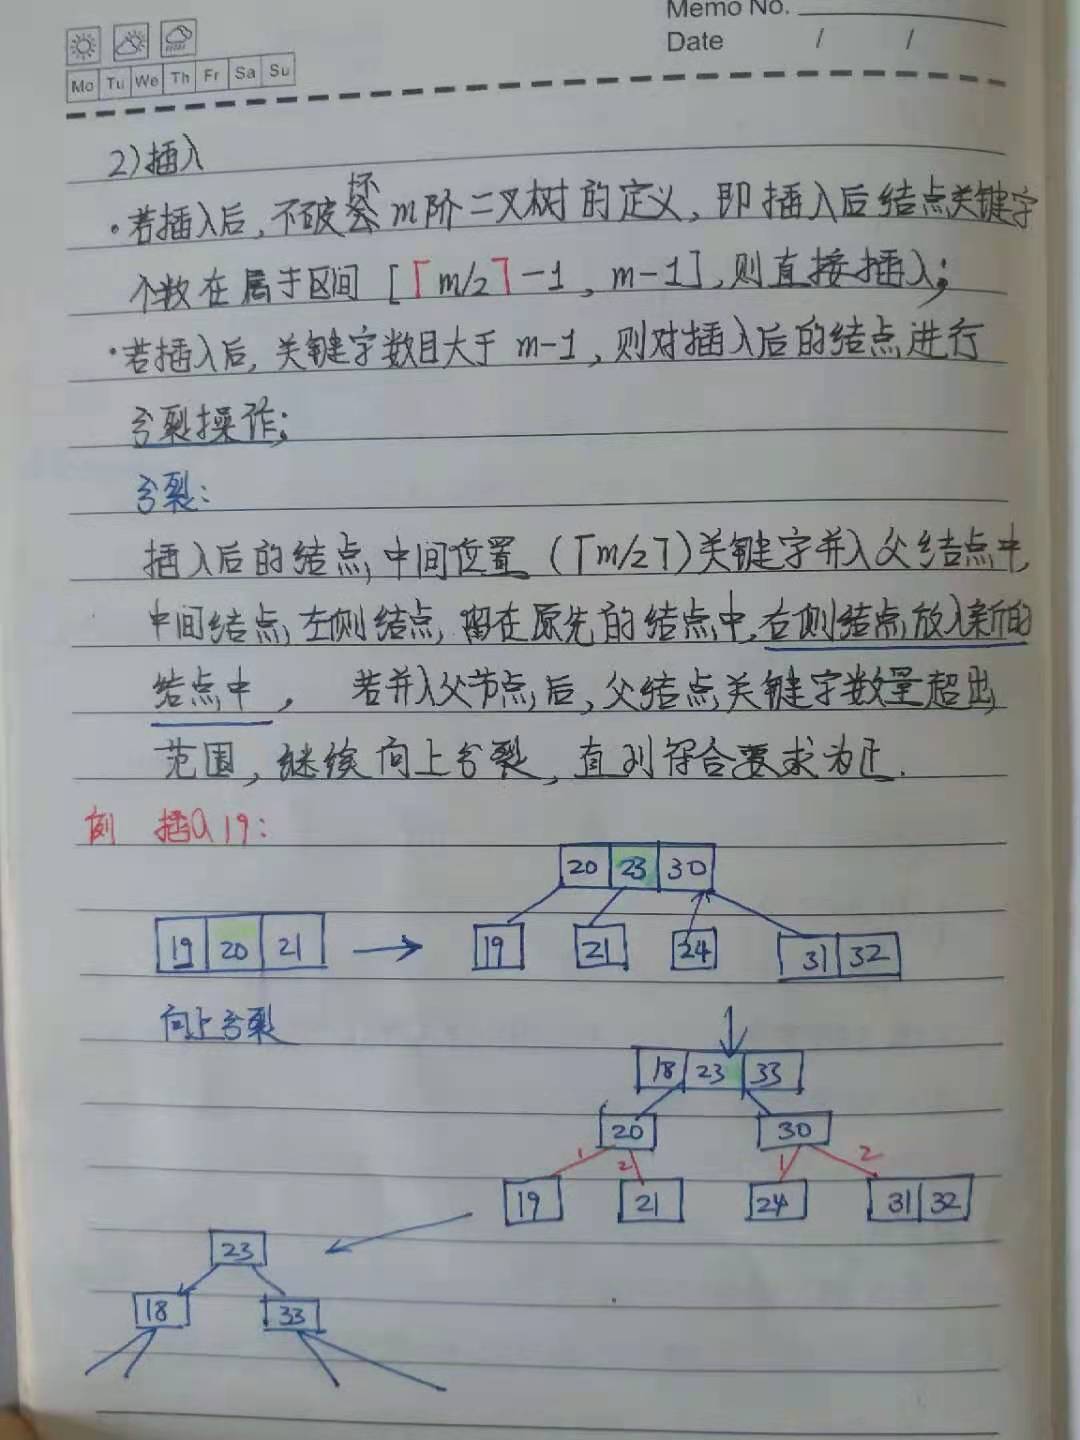 Memo No.
Date / /
Mo Tu We Th Fr Sa Su
2)插入
·若插入后,不破坏m阶二叉树的定义,即插入后结点关键字
个数在属于区间[⌈m/2⌉-1, m-1],则直接插入;
·若插入后,关键字数目大于m-1,则对插入后的结点进行
分裂操作;
分裂:
插入后的结点,中间位置(⌈m/2⌉)关键字并入父结点中,
中间结点,左侧结点,留在原先的结点中,右侧结点放入新的
结点中, 若并入父节点后,父结点关键字数量超出
范围,继续向上分裂,直到符合要求为止.
例 插入19:
20 23 30
19 20 21
19 21 24 31 32
向上分裂
18 23 33
20 30
1 2 1 2
19 21 24 31 32
23
18 33